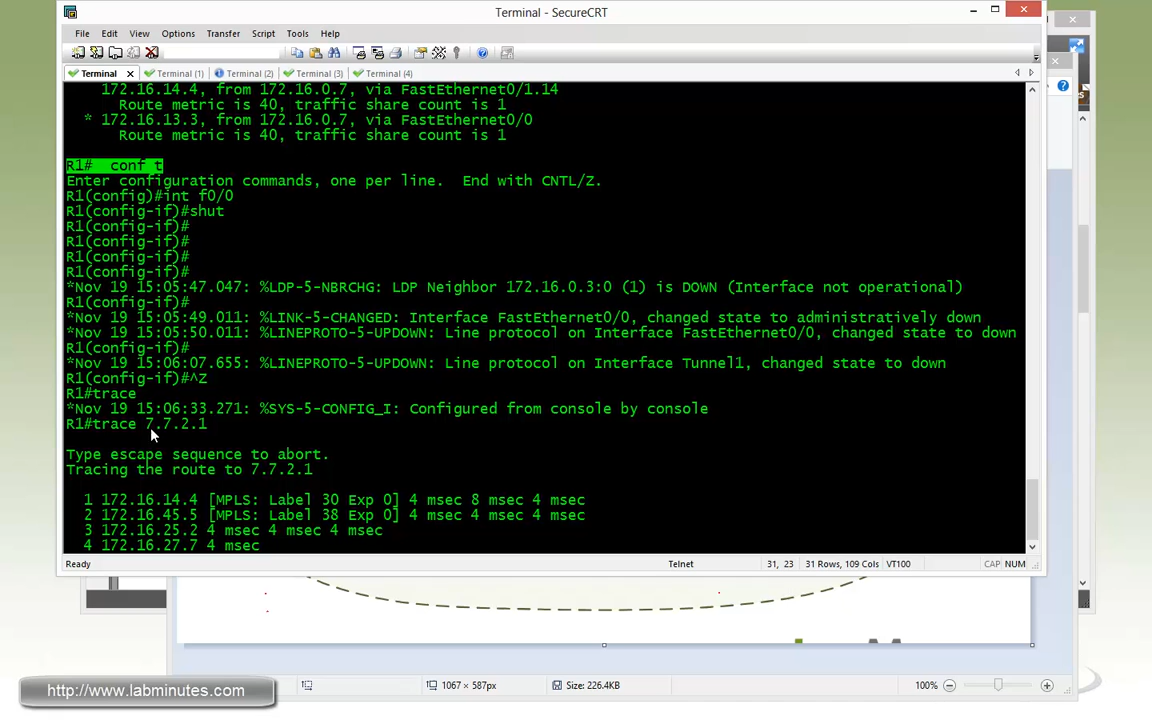 Terminal - SecureCRT
File Edit View Options Transfer Script Tools Help
Terminal Terminal (1) Terminal (2) Terminal (3) Terminal (4)
172.16.14.4, from 172.16.0.7, via FastEthernet0/1.14
Route metric is 40, traffic share count is 1
* 172.16.13.3, from 172.16.0.7, via FastEthernet0/0
Route metric is 40, traffic share count is 1
R1#  conf t
Enter configuration commands, one per line.  End with CNTL/Z.
R1(config)#int f0/0
R1(config-if)#shut
R1(config-if)#
R1(config-if)#
R1(config-if)#
R1(config-if)#
*Nov 19 15:05:47.047: %LDP-5-NBRCHG: LDP Neighbor 172.16.0.3:0 (1) is DOWN (Interface not operational)
R1(config-if)#
*Nov 19 15:05:49.011: %LINK-5-CHANGED: Interface FastEthernet0/0, changed state to administratively down
*Nov 19 15:05:50.011: %LINEPROTO-5-UPDOWN: Line protocol on Interface FastEthernet0/0, changed state to down
R1(config-if)#
*Nov 19 15:06:07.655: %LINEPROTO-5-UPDOWN: Line protocol on Interface Tunnel1, changed state to down
R1(config-if)#^Z
R1#trace
*Nov 19 15:06:33.271: %SYS-5-CONFIG_I: Configured from console by console
R1#trace 7.7.2.1
Type escape sequence to abort.
Tracing the route to 7.7.2.1
1 172.16.14.4 [MPLS: Label 30 Exp 0] 4 msec 8 msec 4 msec
2 172.16.45.5 [MPLS: Label 38 Exp 0] 4 msec 4 msec 4 msec
3 172.16.25.2 4 msec 4 msec 4 msec
4 172.16.27.7 4 msec
Ready Telnet 31, 23 31 Rows, 109 Cols VT100 CAP NUM
http://www.labminutes.com 1067 × 587px Size: 226.4KB 100%